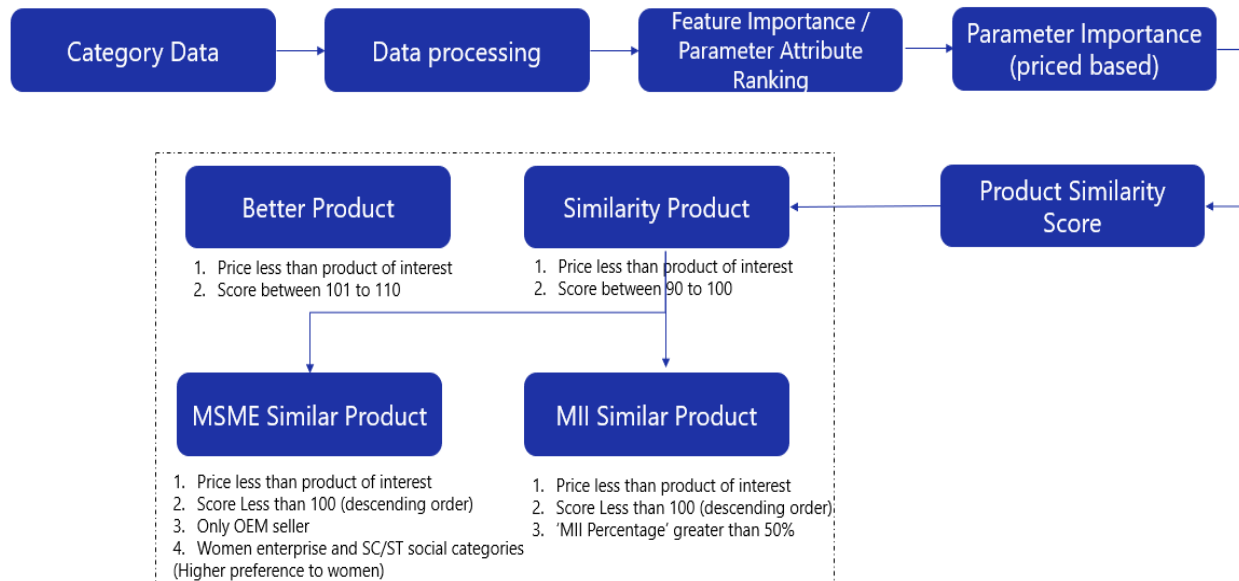 Category Data
Data processing
Feature Importance /
Parameter Attribute
Ranking
Parameter Importance
(priced based)
Better Product
Similarity Product
Product Similarity
Score
1. Price less than product of interest
2. Score between 101 to 110
1. Price less than product of interest
2. Score between 90 to 100
MSME Similar Product
MII Similar Product
1. Price less than product of interest
2. Score Less than 100 (descending order)
3. Only OEM seller
4. Women enterprise and SC/ST social categories
(Higher preference to women)
1. Price less than product of interest
2. Score Less than 100 (descending order)
3. ‘MII Percentage’ greater than 50%